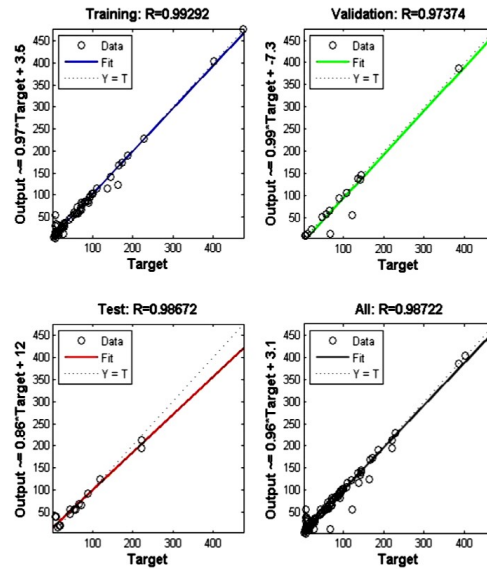 Training: R=0.99292
Output ~= 0.97*Target + 3.5
450
400
350
300
250
200
150
100
50
Data
Fit
Y = T
100 200 300 400
Target
Validation: R=0.97374
Output ~= 0.99*Target + -7.3
450
400
350
300
250
200
150
100
50
Data
Fit
Y = T
100 200 300 400
Target
Test: R=0.98672
Output ~= 0.86*Target + 12
450
400
350
300
250
200
150
100
50
Data
Fit
Y = T
100 200 300 400
Target
All: R=0.98722
Output ~= 0.96*Target + 3.1
450
400
350
300
250
200
150
100
50
Data
Fit
Y = T
100 200 300 400
Target